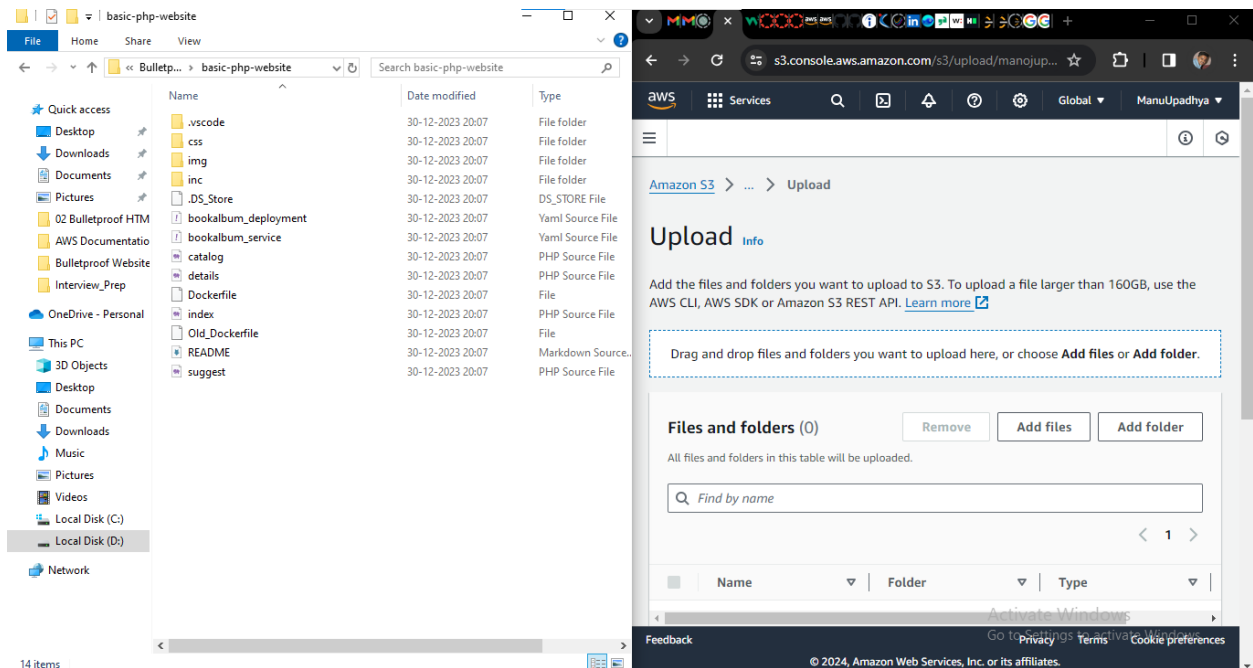 basic-php-website
File Home Share View
« Bulletp... › basic-php-website
Search basic-php-website
Quick access
Desktop
Downloads
Documents
Pictures
02 Bulletproof HTM
AWS Documentatio
Bulletproof Website
Interview_Prep
OneDrive - Personal
This PC
3D Objects
Desktop
Documents
Downloads
Music
Pictures
Videos
Local Disk (C:)
Local Disk (D:)
Network
Name Date modified Type
.vscode 30-12-2023 20:07 File folder
css 30-12-2023 20:07 File folder
img 30-12-2023 20:07 File folder
inc 30-12-2023 20:07 File folder
.DS_Store 30-12-2023 20:07 DS_STORE File
bookalbum_deployment 30-12-2023 20:07 Yaml Source File
bookalbum_service 30-12-2023 20:07 Yaml Source File
catalog 30-12-2023 20:07 PHP Source File
details 30-12-2023 20:07 PHP Source File
Dockerfile 30-12-2023 20:07 File
index 30-12-2023 20:07 PHP Source File
Old_Dockerfile 30-12-2023 20:07 File
README 30-12-2023 20:07 Markdown Source...
suggest 30-12-2023 20:07 PHP Source File
14 items
s3.console.aws.amazon.com/s3/upload/manojup...
aws Services Global ManuUpadhya
Amazon S3 > ... > Upload
Upload Info
Add the files and folders you want to upload to S3. To upload a file larger than 160GB, use the
AWS CLI, AWS SDK or Amazon S3 REST API. Learn more
Drag and drop files and folders you want to upload here, or choose Add files or Add folder.
Files and folders (0) Remove Add files Add folder
All files and folders in this table will be uploaded.
Find by name
1
Name Folder Type
Activate Windows
Go to Settings to activate Windows.
Feedback Privacy Terms Cookie preferences
© 2024, Amazon Web Services, Inc. or its affiliates.